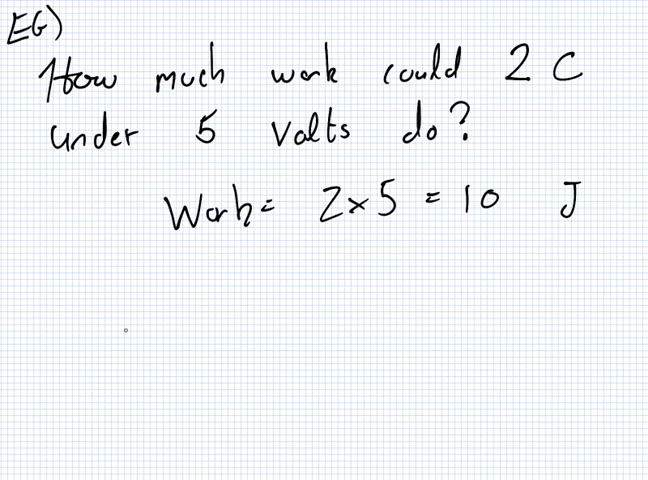 EG)
How much work could 2 C
under 5 volts do?
Work = 2 × 5 = 10 J